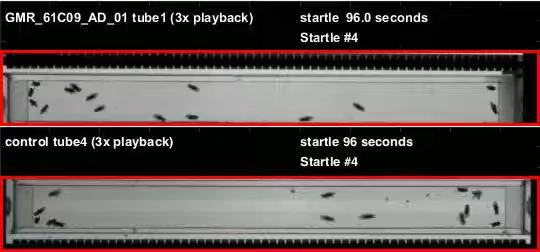 GMR_61C09_AD_01 tube1 (3x playback)
startle  96.0 seconds
Startle #4
control tube4 (3x playback)
startle 96 seconds
Startle #4